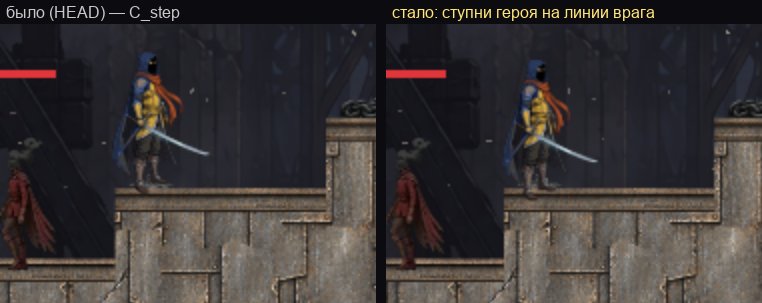 было (HEAD) — C_step
стало: ступни героя на линии врага